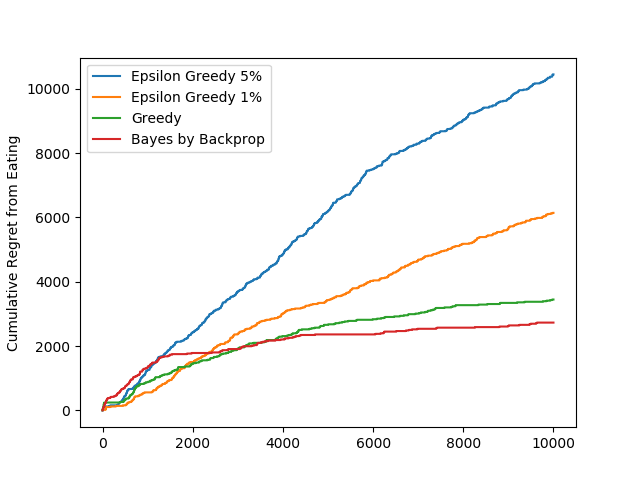 Epsilon Greedy 5%
Epsilon Greedy 1%
Greedy
Bayes by Backprop
Cumulative Regret from Eating
10000
8000
6000
4000
2000
0
0 2000 4000 6000 8000 10000